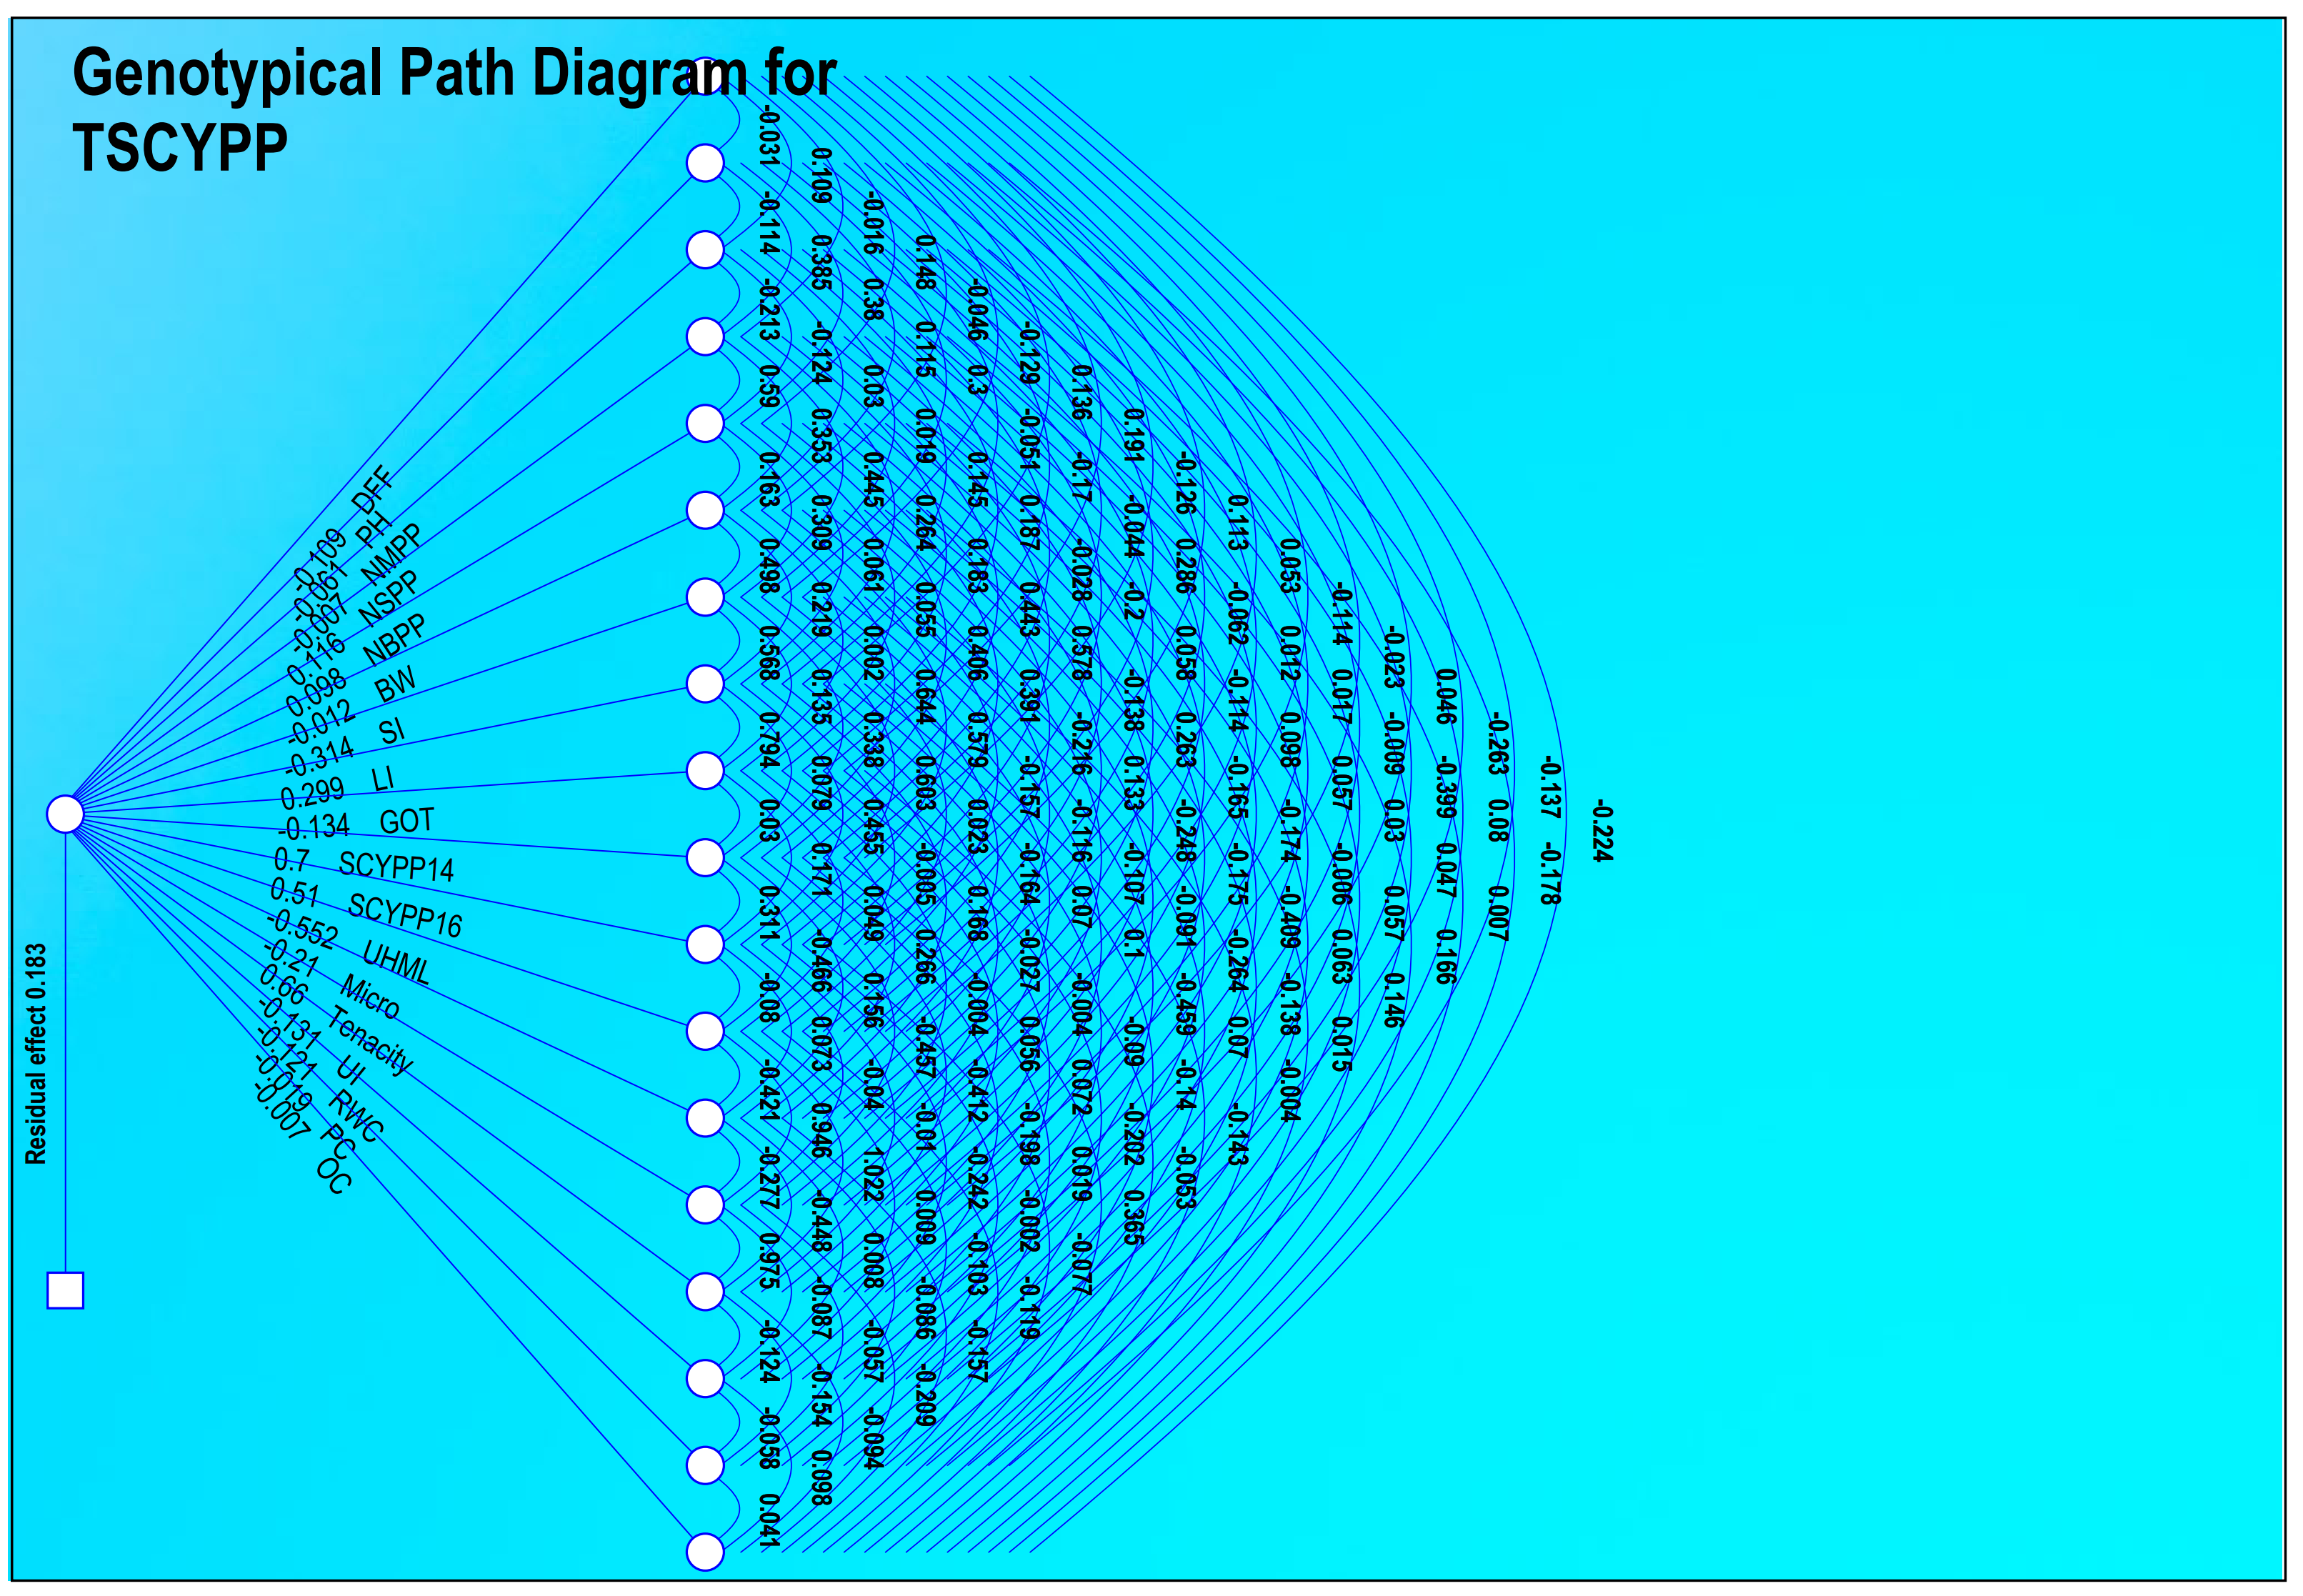 Genotypical Path Diagram for
TSCYPP
-0.109 DFF
-0.061 PH
-0.007 NMPP
0.116 NSPP
0.098 NBPP
-0.012 BW
-0.314 SI
0.299 LI
-0.134 GOT
0.7 SCYPP14
0.51 SCYPP16
-0.552 UHML
-0.21 Micro
0.66 Tenacity
-0.131 UI
-0.121 RWC
-0.019 PC
-0.007 OC
Residual effect 0.183
-0.031 -0.114 -0.213 0.59 0.163 0.498 0.568 0.794 0.03 0.311 -0.08 -0.421 -0.277 0.975 -0.124 -0.058 0.041
0.109 0.385 -0.124 0.353 0.309 0.219 0.135 0.079 0.171 -0.466 0.073 0.946 -0.448 -0.087 -0.154 0.098
-0.016 0.38 0.03 0.445 0.061 0.002 0.338 0.455 0.049 0.156 -0.04 1.022 0.008 -0.057 -0.094
0.148 0.115 0.019 0.264 0.055 0.644 0.603 -0.005 0.266 -0.457 -0.01 0.009 -0.086 -0.209
-0.046 0.3 0.145 0.183 0.406 0.579 0.023 0.168 -0.004 -0.412 -0.242 -0.103 -0.157
-0.129 -0.051 0.187 0.443 0.391 -0.157 -0.164 -0.027 0.056 -0.198 -0.002 -0.119
0.136 -0.17 -0.028 0.578 -0.216 -0.116 0.07 -0.004 0.072 0.019 -0.077
0.191 -0.044 -0.2 -0.138 0.133 -0.107 0.1 -0.09 -0.202 0.365
-0.126 0.286 0.058 0.263 -0.248 -0.091 -0.459 -0.14 -0.053
0.113 -0.062 -0.114 -0.165 -0.175 -0.264 0.07 -0.143
0.053 0.012 0.098 -0.174 -0.409 -0.138 -0.004
-0.114 0.017 0.057 -0.006 0.063 0.015
-0.023 -0.009 0.03 0.057 0.146
0.046 -0.399 0.047 0.166
-0.263 0.08 0.007
-0.137 -0.178
-0.224